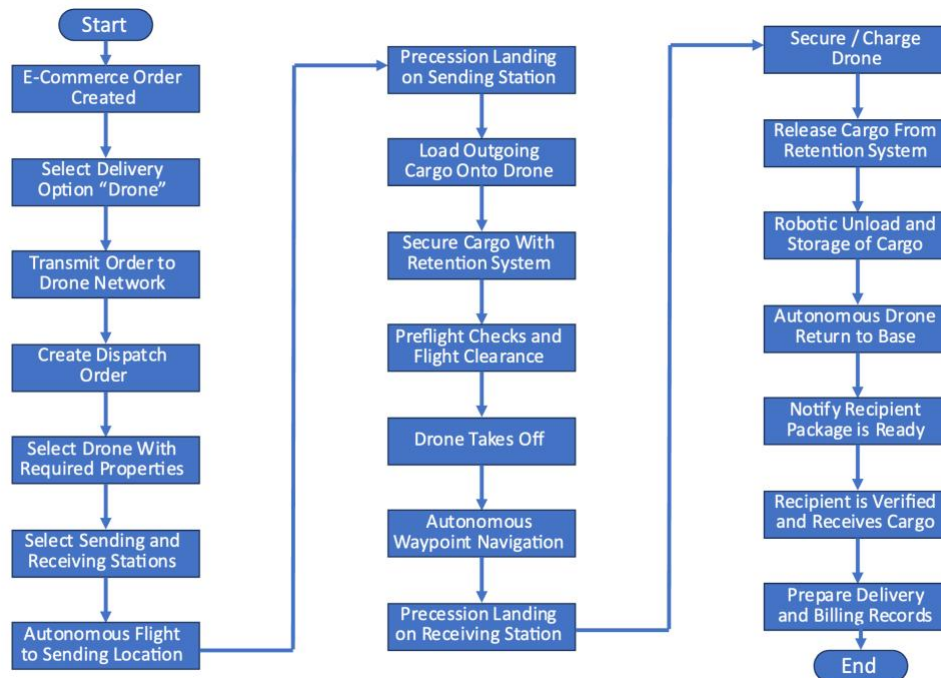 Start
E-Commerce Order
Created
Select Delivery
Option “Drone”
Transmit Order to
Drone Network
Create Dispatch
Order
Select Drone With
Required Properties
Select Sending and
Receiving Stations
Autonomous Flight
to Sending Location
Precession Landing
on Sending Station
Load Outgoing
Cargo Onto Drone
Secure Cargo With
Retention System
Preflight Checks and
Flight Clearance
Drone Takes Off
Autonomous
Waypoint Navigation
Precession Landing
on Receiving Station
Secure / Charge
Drone
Release Cargo From
Retention System
Robotic Unload and
Storage of Cargo
Autonomous Drone
Return to Base
Notify Recipient
Package is Ready
Recipient is Verified
and Receives Cargo
Prepare Delivery
and Billing Records
End